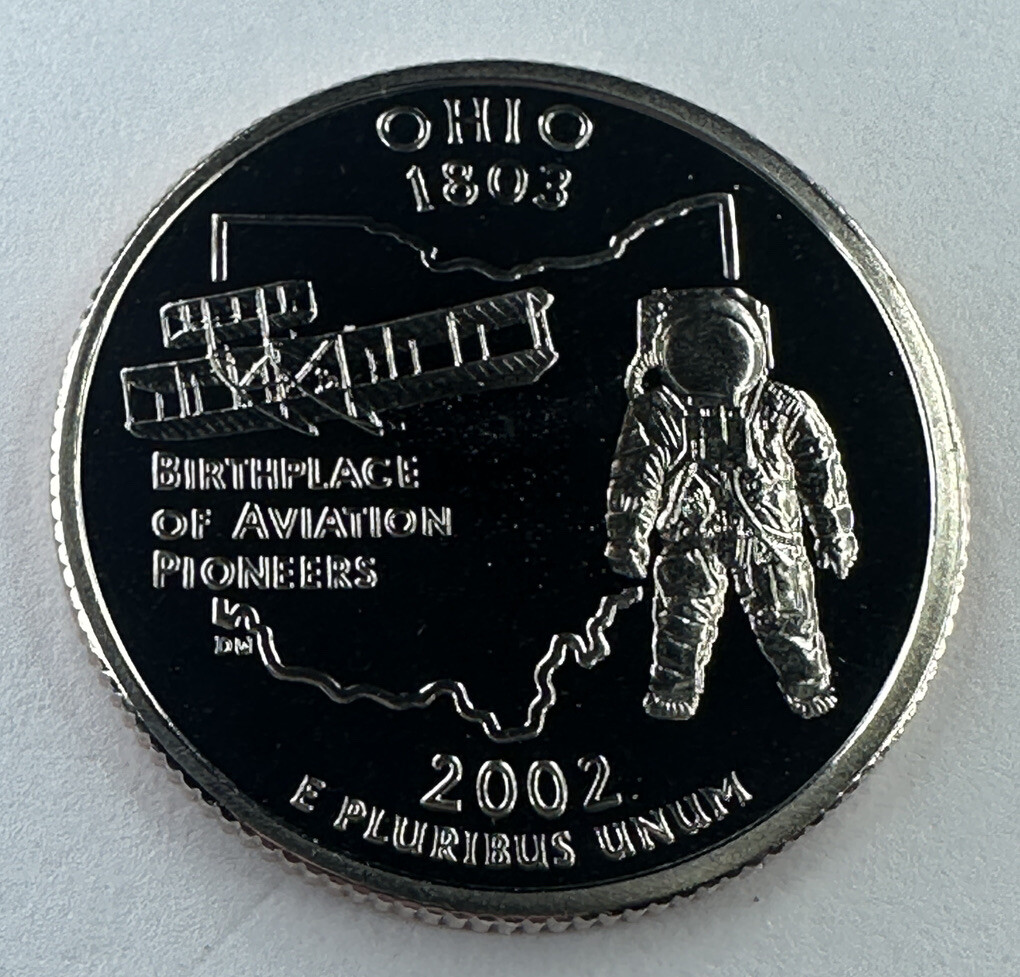 OHIO
1803
BIRTHPLACE
OF AVIATION
PIONEERS
DM
2002
E PLURIBUS UNUM